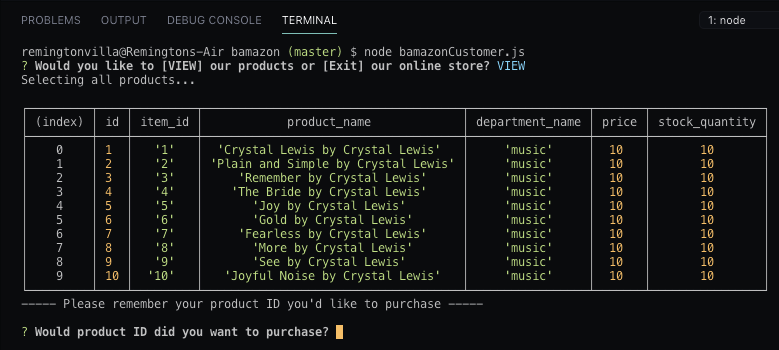 PROBLEMS OUTPUT DEBUG CONSOLE TERMINAL 1: node
remingtonvilla@Remingtons-Air bamazon (master) $ node bamazonCustomer.js
? Would you like to [VIEW] our products or [Exit] our online store? VIEW
Selecting all products...
(index) id item_id product_name department_name price stock_quantity
0 1 '1' 'Crystal Lewis by Crystal Lewis' 'music' 10 10
1 2 '2' 'Plain and Simple by Crystal Lewis' 'music' 10 10
2 3 '3' 'Remember by Crystal Lewis' 'music' 10 10
3 4 '4' 'The Bride by Crystal Lewis' 'music' 10 10
4 5 '5' 'Joy by Crystal Lewis' 'music' 10 10
5 6 '6' 'Gold by Crystal Lewis' 'music' 10 10
6 7 '7' 'Fearless by Crystal Lewis' 'music' 10 10
7 8 '8' 'More by Crystal Lewis' 'music' 10 10
8 9 '9' 'See by Crystal Lewis' 'music' 10 10
9 10 '10' 'Joyful Noise by Crystal Lewis' 'music' 10 10
----- Please remember your product ID you'd like to purchase -----
? Would product ID did you want to purchase?